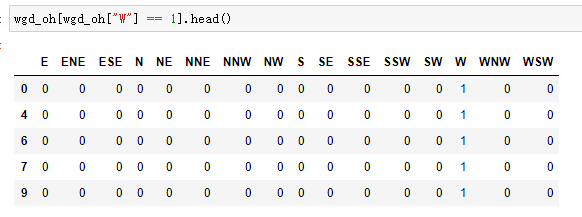 wgd_oh[wgd_oh["W"] == 1].head()
E ENE ESE N NE NNE NNW NW S SE SSE SSW SW W WNW WSW
0 0 0 0 0 0 0 0 0 0 0 0 0 0 1 0 0
4 0 0 0 0 0 0 0 0 0 0 0 0 0 1 0 0
6 0 0 0 0 0 0 0 0 0 0 0 0 0 1 0 0
7 0 0 0 0 0 0 0 0 0 0 0 0 0 1 0 0
9 0 0 0 0 0 0 0 0 0 0 0 0 0 1 0 0